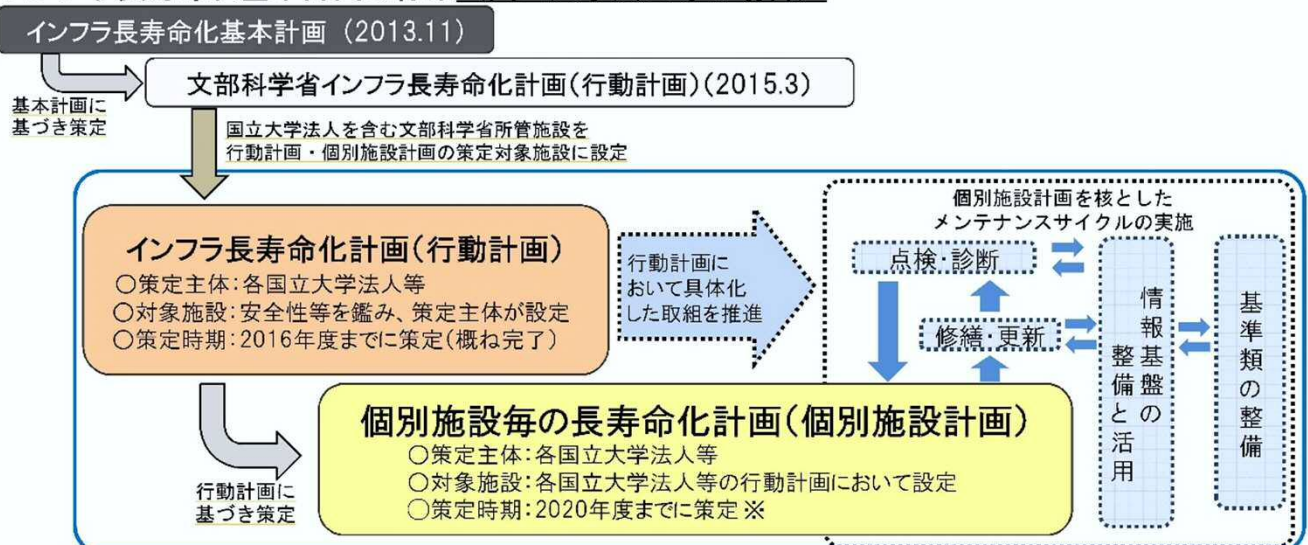 インフラ長寿命化基本計画 (2013.11)
文部科学省インフラ長寿命化計画(行動計画)(2015.3)
基本計画に
基づき策定
国立大学法人を含む文部科学省所管施設を
行動計画・個別施設計画の策定対象施設に設定
インフラ長寿命化計画(行動計画)
○策定主体:各国立大学法人等
○対象施設:安全性等を鑑み、策定主体が設定
○策定時期:2016年度までに策定(概ね完了)
行動計画に
おいて具体化
した取組を推進
個別施設計画を核とした
メンテナンスサイクルの実施
点検・診断
修繕・更新
情報基盤の
整備と活用
基準類の整備
行動計画に
基づき策定
個別施設毎の長寿命化計画(個別施設計画)
○策定主体:各国立大学法人等
○対象施設:各国立大学法人等の行動計画において設定
○策定時期:2020年度までに策定※